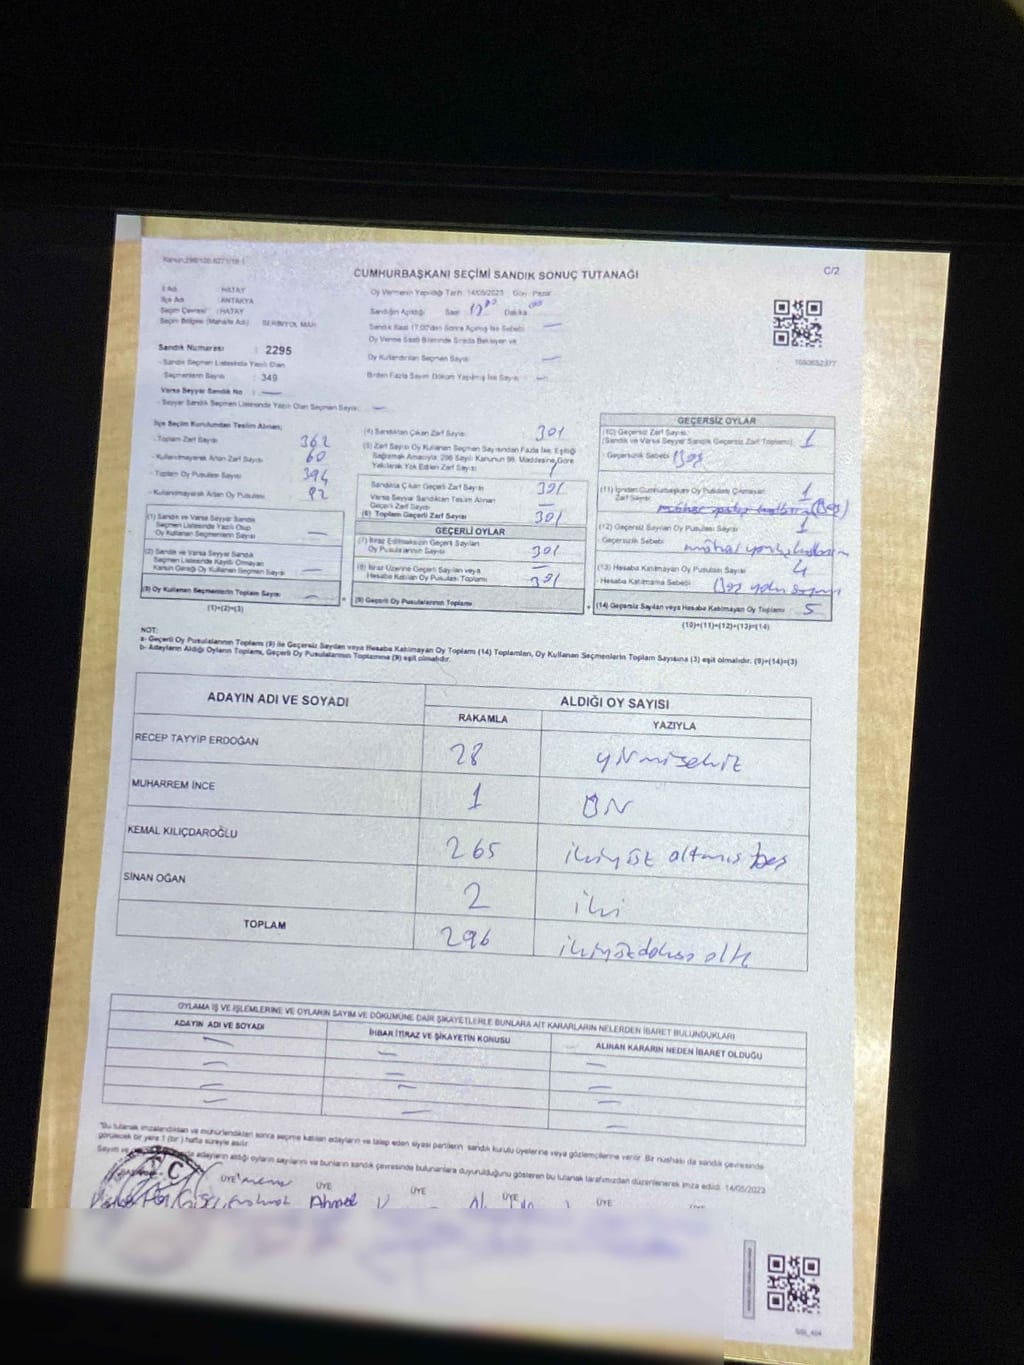 Kanun:298/126.6271/18-1
CUMHURBAŞKANI SEÇİMİ SANDIK SONUÇ TUTANAĞI
C/2
İl Adı : HATAY
İlçe Adı : ANTAKYA
Seçim Çevresi : HATAY
Seçim Bölgesi (Mahalle Adı) : SERİNYOL MAH
Sandık Numarası : 2295
- Sandık Seçmen Listesinde Yazılı Olan
Seçmenlerin Sayısı : 349
Varsa Seyyar Sandık No : —
- Seyyar Sandık Seçmen Listesinde Yazılı Olan Seçmen Sayısı : —
Oy Vermenin Yapıldığı Tarih : 14/05/2023 Gün : Pazar
Sandığın Açıldığı Saat Dakika
Sandık Saat 17:00'den Sonra Açılmış İse Sebebi : —
Oy Verme Saati Bitiminde Sırada Bekleyen ve
Oy Kullandırılan Seçmen Sayısı : —
Birden Fazla Sayım Döküm Yapılmış İse Sayısı : —
1050652377
İlçe Seçim Kurulundan Teslim Alınan;
- Toplam Zarf Sayısı 362
- Kullanılmayarak Artan Zarf Sayısı 60
- Toplam Oy Pusulası Sayısı 394
- Kullanılmayarak Artan Oy Pusulası 92
(1) Sandık ve Varsa Seyyar Sandık
Seçmen Listesinde Yazılı Olup
Oy Kullanan Seçmenlerin Sayısı —
(2) Sandık ve Varsa Seyyar Sandık
Seçmen Listesinde Kayıtlı Olmayan
Kanun Gereği Oy Kullanan Seçmen Sayısı —
(3) Oy Kullanan Seçmenlerin Toplam Sayısı —
(1)+(2)=(3)
(4) Sandıktan Çıkan Zarf Sayısı 301
(5) Zarf Sayısı Oy Kullanan Seçmen Sayısından Fazla İse, Eşitliği
Sağlamak Amacıyla, 298 Sayılı Kanunun 98. Maddesine Göre
Yakılarak Yok Edilen Zarf Sayısı
Sandıkta Çıkan Geçerli Zarf Sayısı 301
Varsa Seyyar Sandıktan Teslim Alınan
Geçerli Zarf Sayısı —
(6) Toplam Geçerli Zarf Sayısı 301
GEÇERLİ OYLAR
(7) İtiraz Edilmeksizin Geçerli Sayılan
Oy Pusulalarının Sayısı 301
(8) İtiraz Üzerine Geçerli Sayılan veya
Hesaba Katılan Oy Pusulası Toplamı 301
(9) Geçerli Oy Pusulalarının Toplamı
GEÇERSİZ OYLAR
(10) Geçersiz Zarf Sayısı
(Sandık ve Varsa Seyyar Sandık Geçersiz Zarf Toplamı) 1
- Geçersizlik Sebebi Boş
(11) İçinden Cumhurbaşkanı Oy Pusulası Çıkmayan 1
Zarf Sayısı (Boş)
(12) Geçersiz Sayılan Oy Pusulası Sayısı 1
- Geçersizlik Sebebi
(13) Hesaba Katılmayan Oy Pusulası Sayısı 4
- Hesaba Katılmama Sebebi Boş
(14) Geçersiz Sayılan veya Hesaba Katılmayan Oy Toplamı 5
(10)+(11)+(12)+(13)=(14)
NOT:
a- Geçerli Oy Pusulalarının Toplamı (9) ile Geçersiz Sayılan veya Hesaba Katılmayan Oy Toplamı (14) Toplamları, Oy Kullanan Seçmenlerin Toplam Sayısına (3) eşit olmalıdır. (9)+(14)=(3)
b- Adayların Aldığı Oyların Toplamı, Geçerli Oy Pusulalarının Toplamına (9) eşit olmalıdır.
ADAYIN ADI VE SOYADI ALDIĞI OY SAYISI
RAKAMLA YAZIYLA
RECEP TAYYİP ERDOĞAN 28 yirmisekiz
MUHARREM İNCE 1 BİR
KEMAL KILIÇDAROĞLU 265 ikiyüz altmış beş
SİNAN OĞAN 2 iki
TOPLAM 296 ikiyüzdoksan altı
OYLAMA İŞ VE İŞLEMLERİNE VE OYLARIN SAYIM VE DÖKÜMÜNE DAİR ŞİKAYETLERLE BUNLARA AİT KARARLARIN NELERDEN İBARET BULUNDUKLARI
ADAYIN ADI VE SOYADI İHBAR İTİRAZ VE ŞİKAYETİN KONUSU ALINAN KARARIN NEDEN İBARET OLDUĞU
"Bu tutanak imzalandıktan ve mühürlendikten sonra seçime katılan adayların ve talep eden siyasi partilerin sandık kurulu üyelerine veya gözlemcilerine verilir. Bir nüshası da sandık çevresinde
görülecek bir yere 1 (bir) hafta süreyle asılır.
Sayım ve adayların aldığı oyların sayılarını ve bunların sandık çevresinde bulunanlara duyurulduğunu gösteren bu tutanak tarafımızdan düzenlenerek imza edildi. 14/05/2023
ÜYE ÜYE ÜYE ÜYE ÜYE
Ahmed